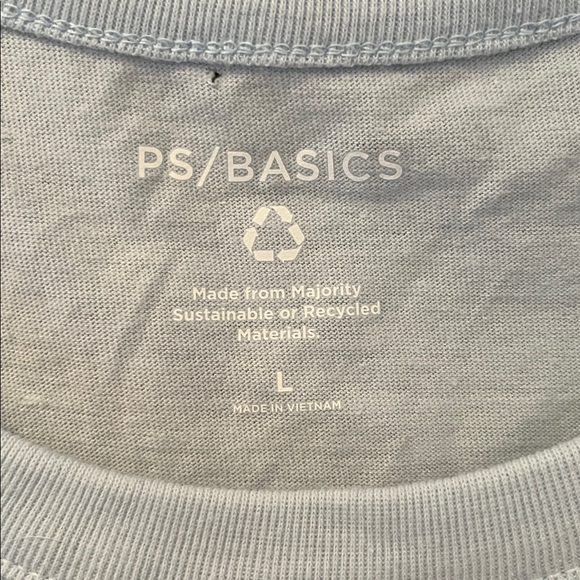 PS/BASICS
Made from Majority
Sustainable or Recycled
Materials.
L
MADE IN VIETNAM